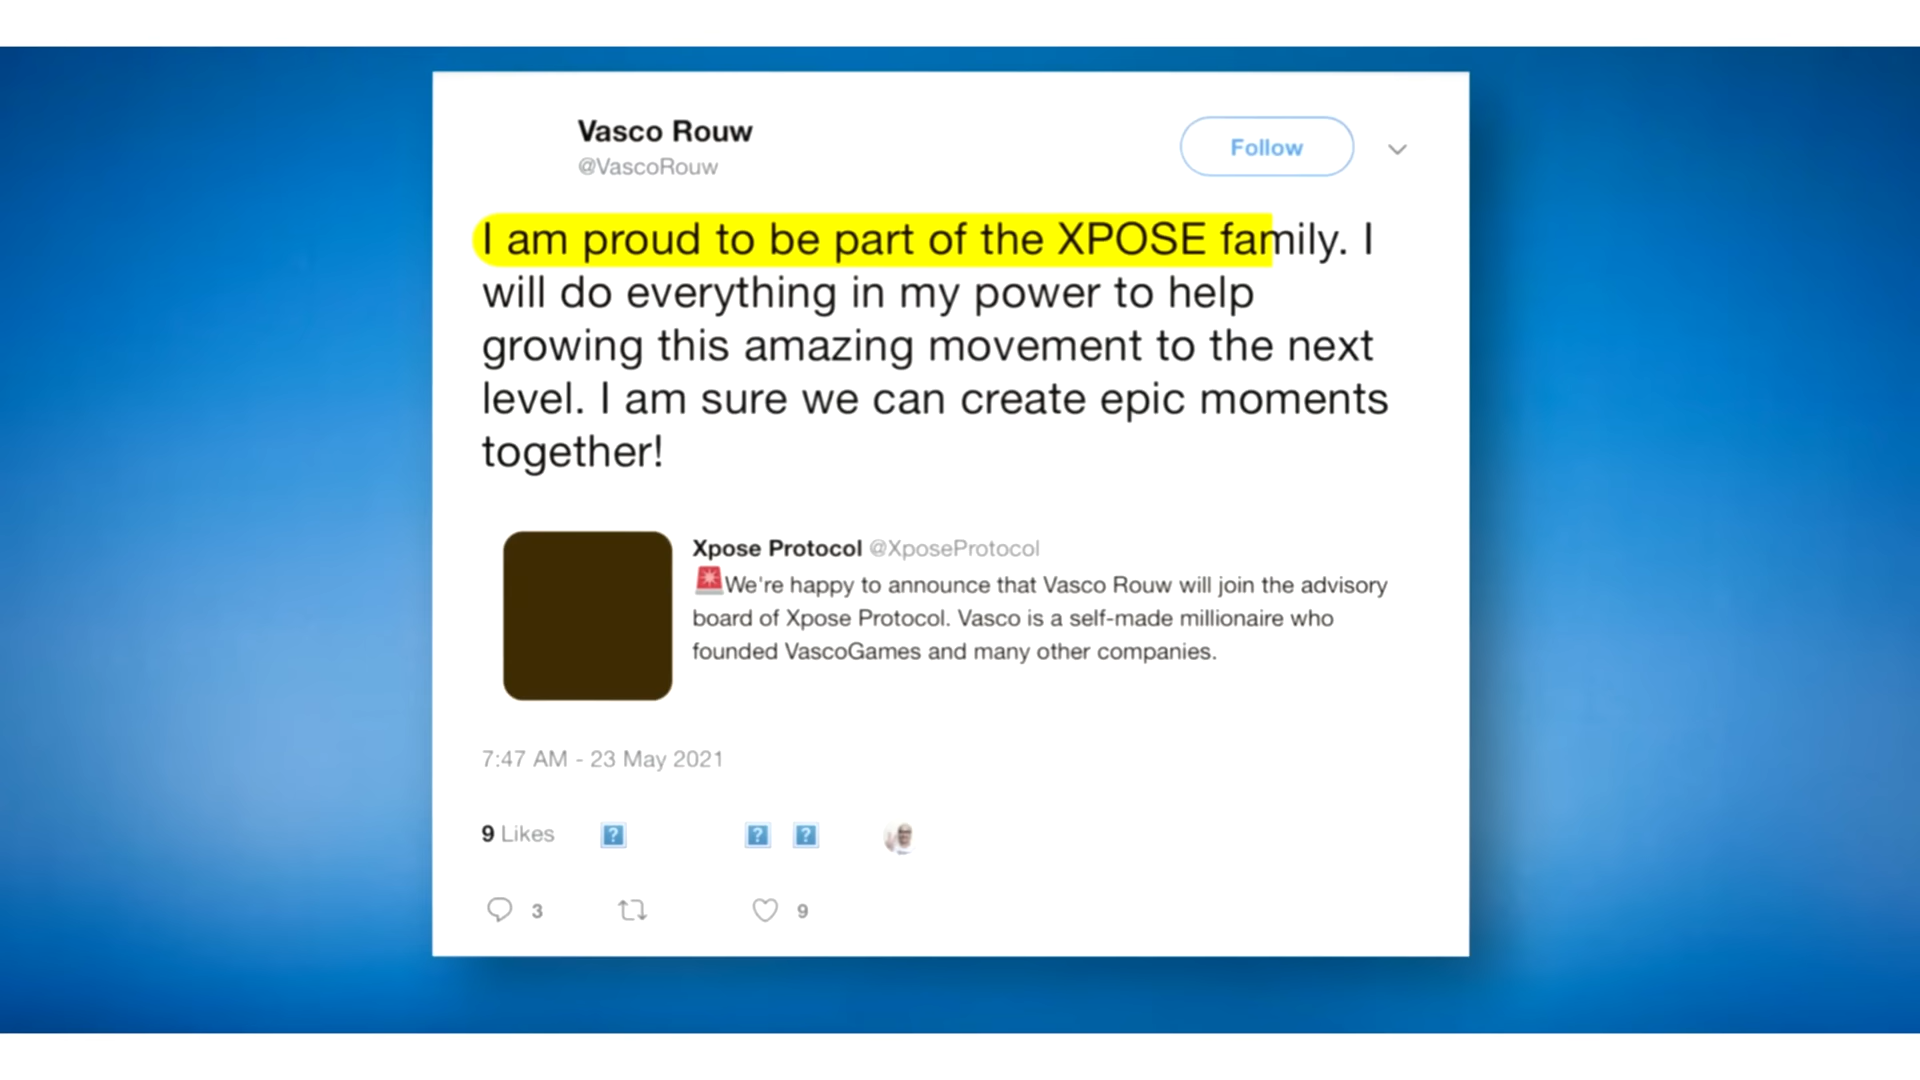 Vasco Rouw
@VascoRouw
Follow
I am proud to be part of the XPOSE family. I
will do everything in my power to help
growing this amazing movement to the next
level. I am sure we can create epic moments
together!
Xpose Protocol @XposeProtocol
🚨We're happy to announce that Vasco Rouw will join the advisory
board of Xpose Protocol. Vasco is a self-made millionaire who
founded VascoGames and many other companies.
7:47 AM - 23 May 2021
9 Likes ? ? ?
3 9